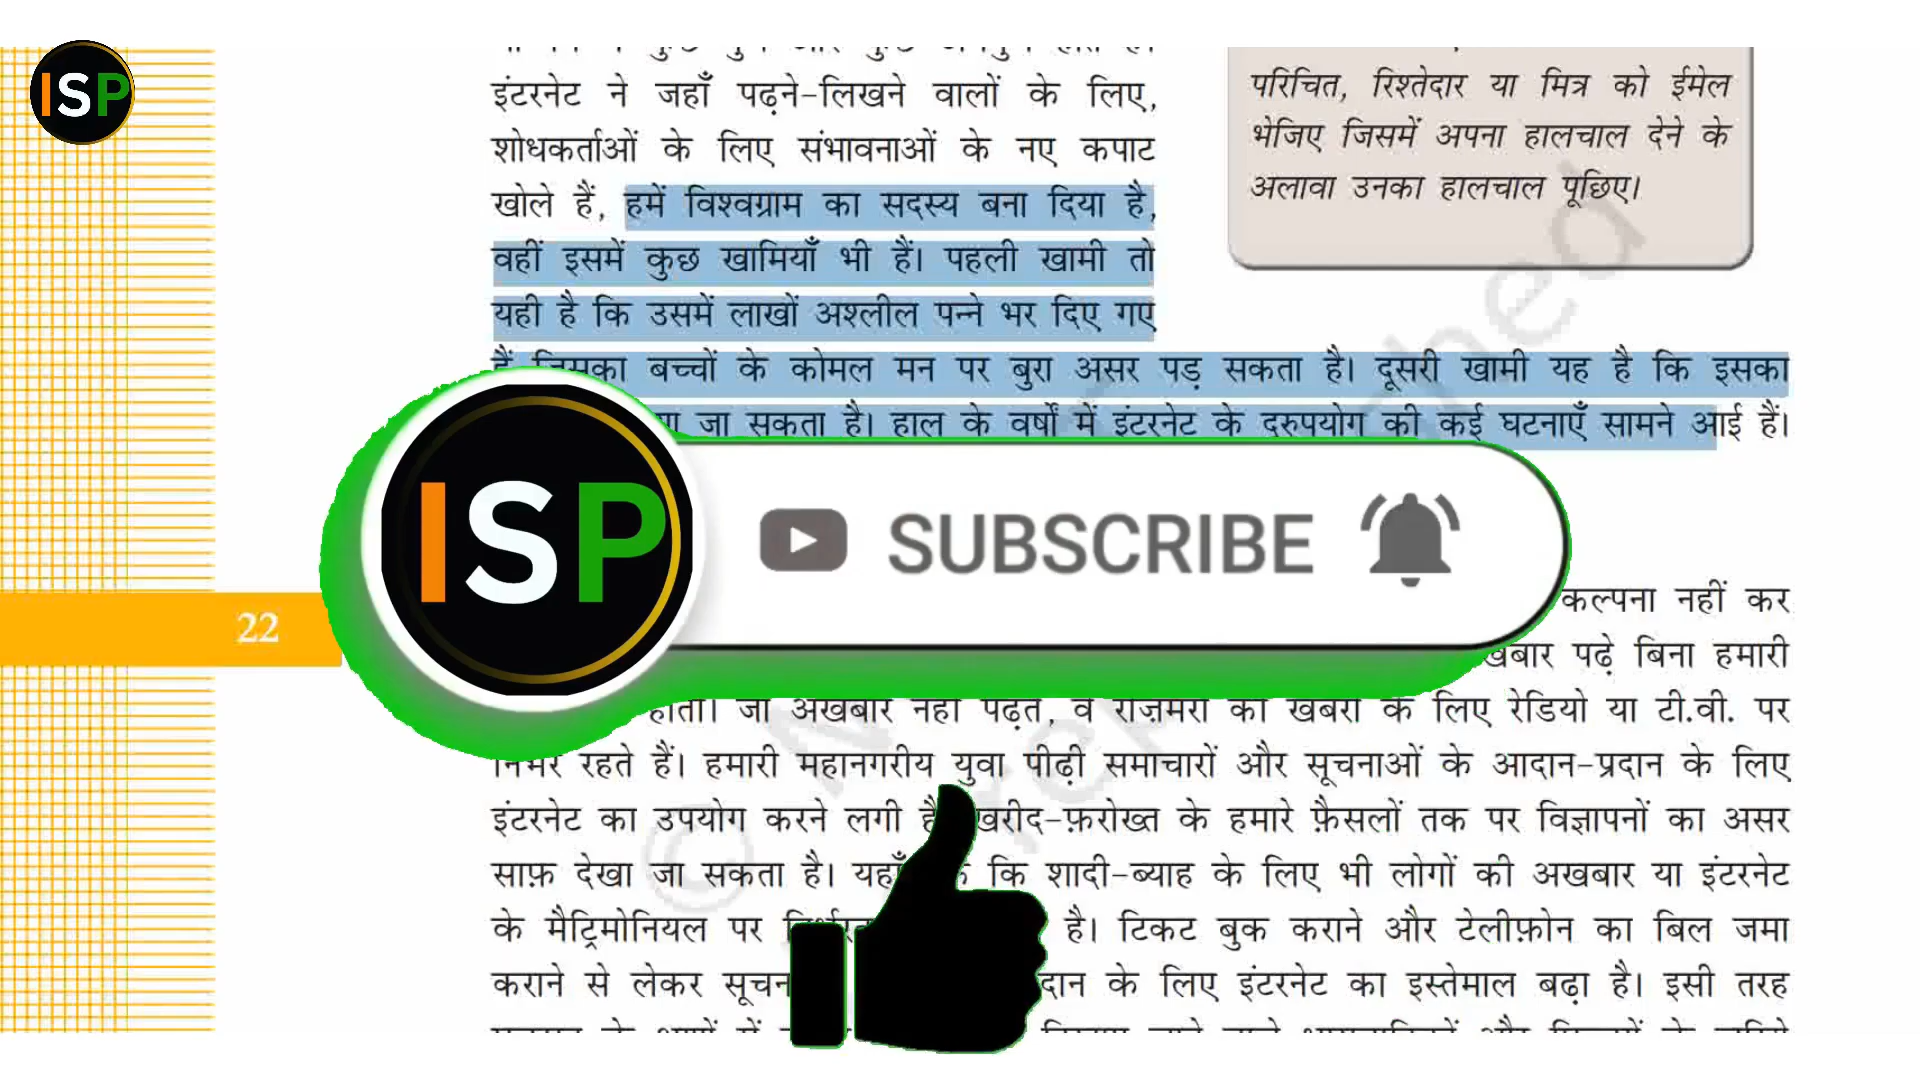 ISP
इंटरनेट ने जहाँ पढ़ने-लिखने वालों के लिए,
शोधकर्ताओं के लिए संभावनाओं के नए कपाट
खोले हैं, हमें विश्वग्राम का सदस्य बना दिया है,
वहीं इसमें कुछ खामियाँ भी हैं। पहली खामी तो
यही है कि उसमें लाखों अश्लील पन्ने भर दिए गए
हैं जिसका बच्चों के कोमल मन पर बुरा असर पड़ सकता है। दूसरी खामी यह है कि इसका
जा सकता है। हाल के वर्षों में इंटरनेट के दुरुपयोग की कई घटनाएँ सामने आई हैं।
परिचित, रिश्तेदार या मित्र को ईमेल
भेजिए जिसमें अपना हालचाल देने के
अलावा उनका हालचाल पूछिए।
ISP
SUBSCRIBE
22
कल्पना नहीं कर
पढ़े बिना हमारी
होती। जो अखबार नहीं पढ़ते, वे रोज़मर्रा की खबरों के लिए रेडियो या टी.वी. पर
निर्भर रहते हैं। हमारी महानगरीय युवा पीढ़ी समाचारों और सूचनाओं के आदान-प्रदान के लिए
इंटरनेट का उपयोग करने लगी खरीद-फ़रोख्त के हमारे फ़ैसलों तक पर विज्ञापनों का असर
साफ़ देखा जा सकता है। कि शादी-ब्याह के लिए भी लोगों की अखबार या इंटरनेट
के मैट्रिमोनियल पर है। टिकट बुक कराने और टेलीफ़ोन का बिल जमा
कराने से लेकर के लिए इंटरनेट का इस्तेमाल बढ़ा है। इसी तरह